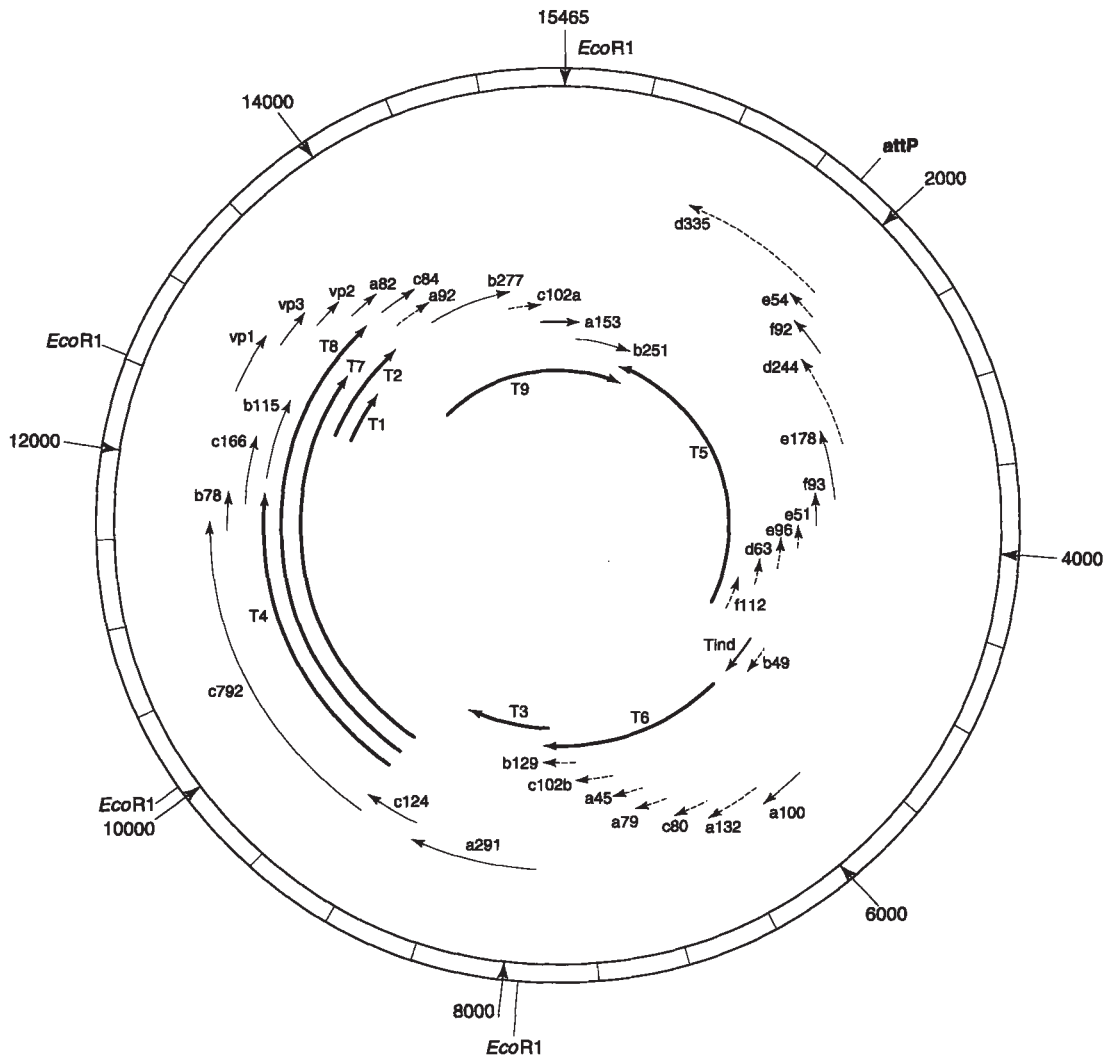 15465
EcoR1
14000
attP
2000
d335
b277
c84
a82
a92
c102a
vp2
vp3
e54
a153
f92
vp1
T8
b251
EcoR1
T7
T2
d244
T9
b115
T1
12000
c166
e178
T5
b78
f93
e51
e96
d63
4000
f112
T4
Tind
b49
c792
T3
T6
b129
c102b
EcoR1
a45
10000
c124
a79
c80
a132
a100
a291
6000
8000
EcoR1